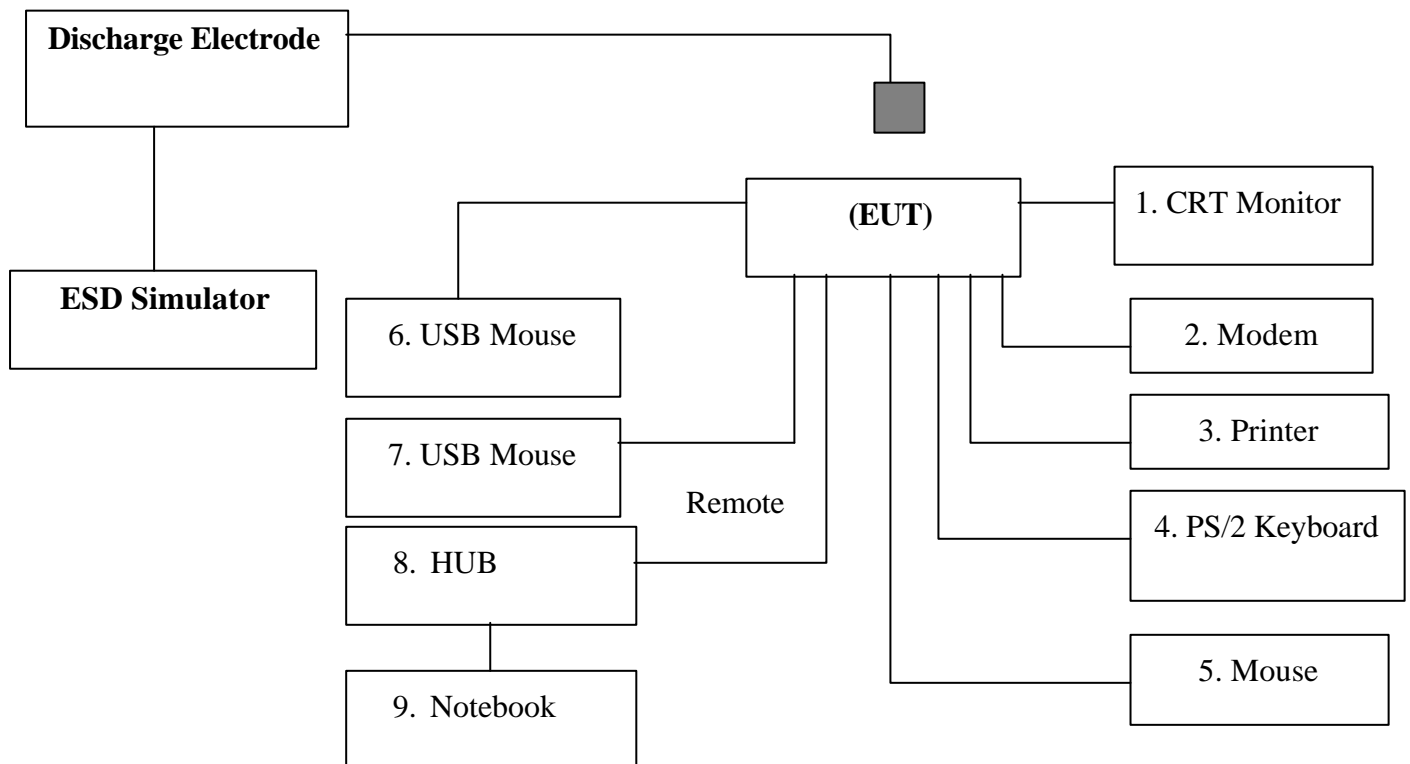 Discharge Electrode
(EUT)
1. CRT Monitor
ESD Simulator
6. USB Mouse
2. Modem
7. USB Mouse
3. Printer
Remote
4. PS/2 Keyboard
8. HUB
5. Mouse
9. Notebook